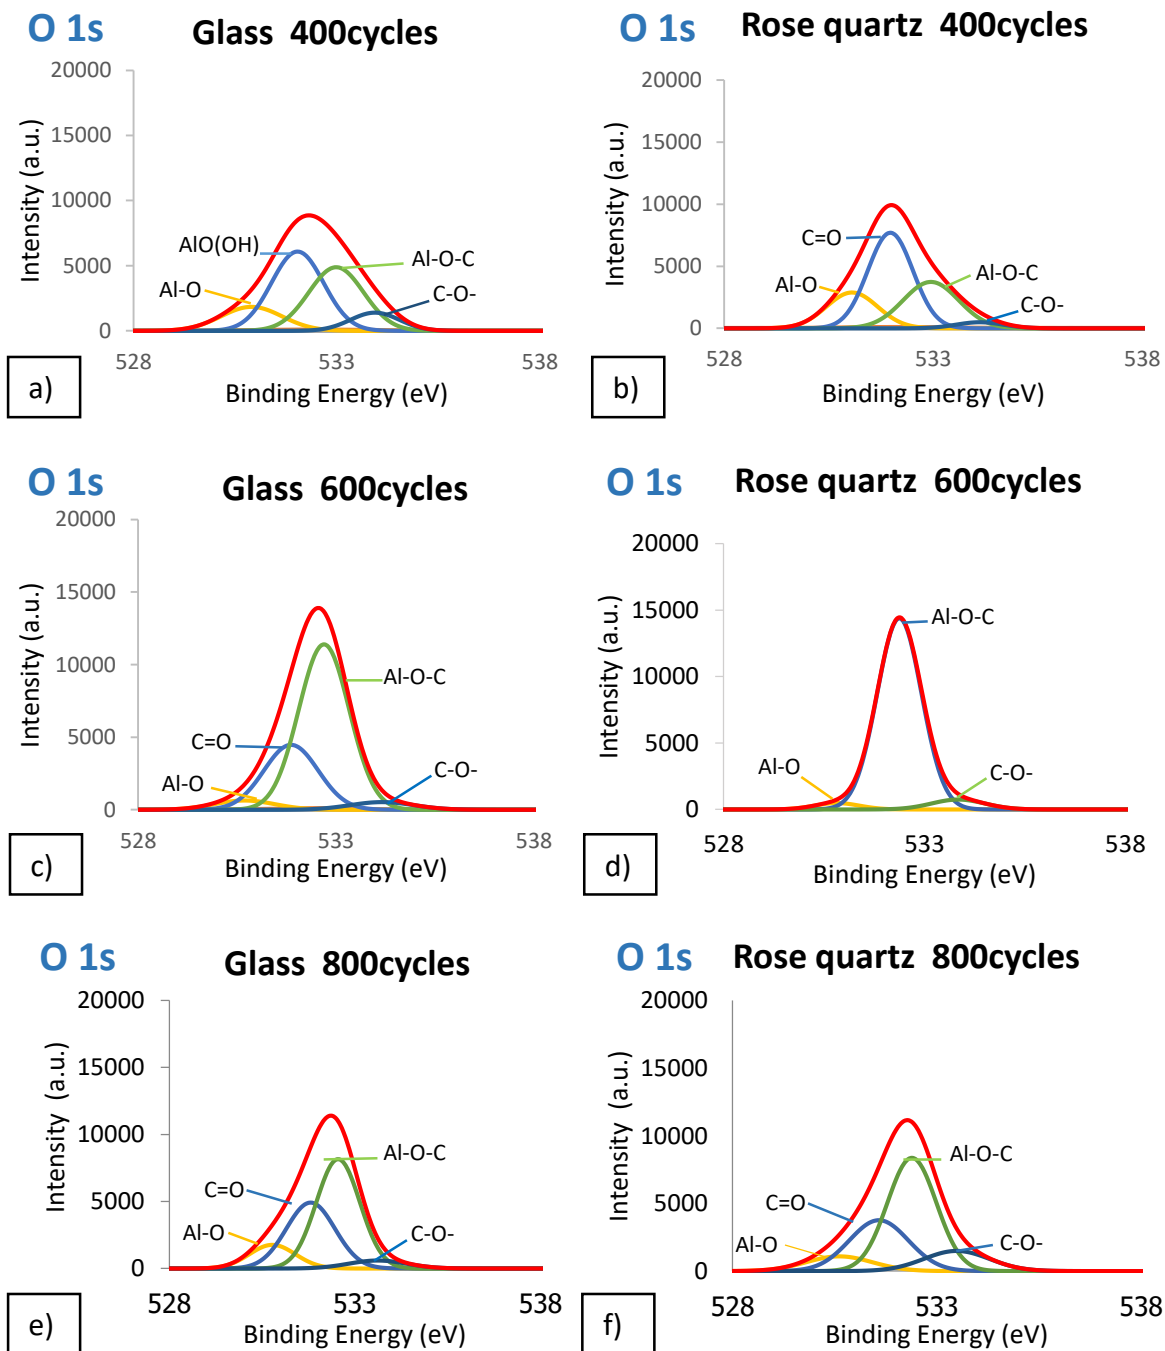 O 1s
Glass 400cycles
20000
15000
10000
5000
0
Intensity (a.u.)
AlO(OH)
Al-O
Al-O-C
C-O-
528
533
538
Binding Energy (eV)
a)
O 1s
Rose quartz 400cycles
20000
15000
10000
5000
0
Intensity (a.u.)
C=O
Al-O
Al-O-C
C-O-
528
533
538
Binding Energy (eV)
b)
O 1s
Glass 600cycles
20000
15000
10000
5000
0
Intensity (a.u.)
Al-O-C
C=O
Al-O
C-O-
528
533
538
Binding Energy (eV)
c)
O 1s
Rose quartz 600cycles
20000
15000
10000
5000
0
Intensity (a.u.)
Al-O-C
Al-O
C-O-
528
533
538
Binding Energy (eV)
d)
O 1s
Glass 800cycles
20000
15000
10000
5000
0
Intensity (a.u.)
Al-O-C
C=O
Al-O
C-O-
528
533
538
Binding Energy (eV)
e)
O 1s
Rose quartz 800cycles
20000
15000
10000
5000
0
Intensity (a.u.)
Al-O-C
C=O
Al-O
C-O-
528
533
538
Binding Energy (eV)
f)